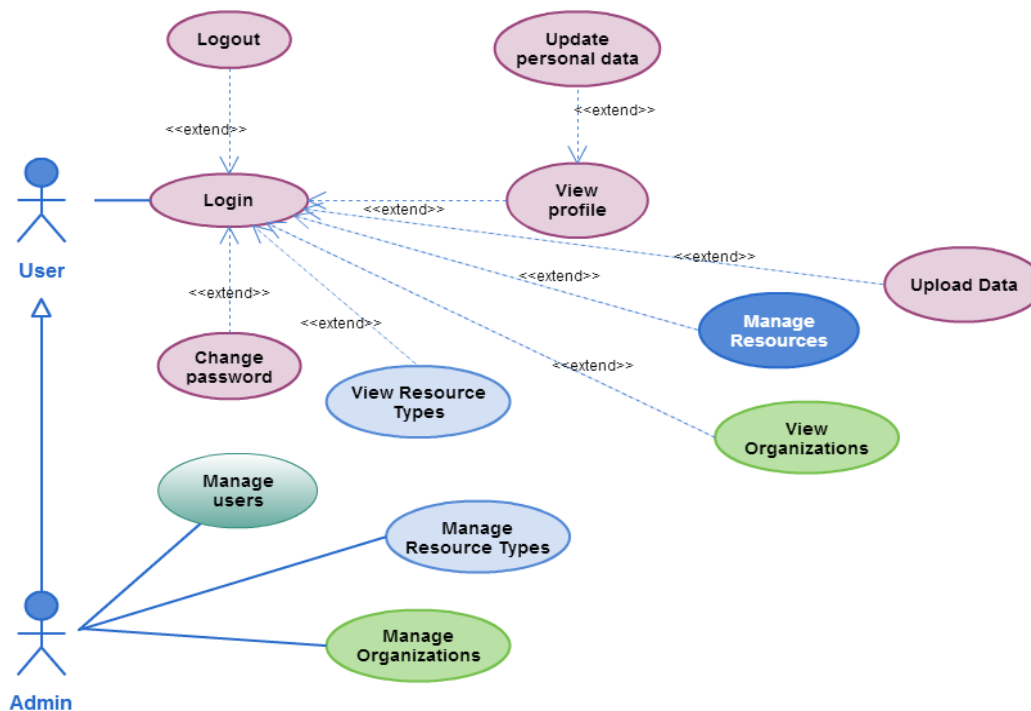 Logout
Update
personal data
<<extend>>
<<extend>>
Login
View
profile
<<extend>>
User
<<extend>>
Upload Data
<<extend>>
<<extend>>
<<extend>>
Manage
Resources
Change
password
<<extend>>
View Resource
Types
View
Organizations
Manage
users
Manage
Resource Types
Manage
Organizations
Admin